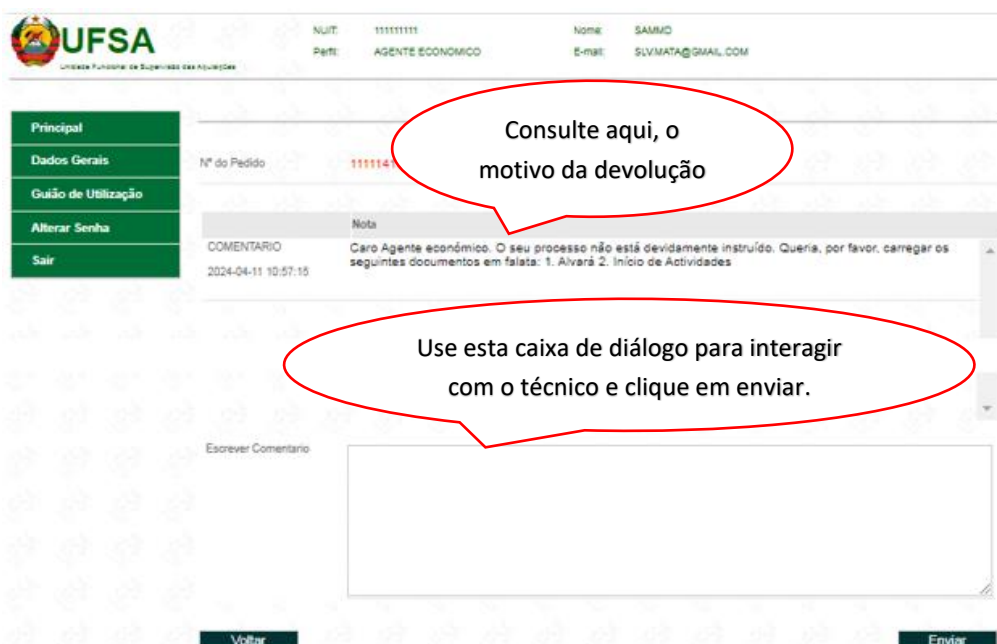 UFSA
Unidade Funcional de Supervisão das Aquisições
NUIT: 111111111 Nome: SAMMO
Perfil: AGENTE ECONOMICO E-mail: SLV.MATA@GMAIL.COM
Principal
Dados Gerais
Guião de Utilização
Alterar Senha
Sair
Consulte aqui, o
motivo da devolução
Nº do Pedido
Nota
COMENTARIO
2024-04-11 10:57:15
Caro Agente económico. O seu processo não está devidamente instruído. Queria, por favor, carregar os
seguintes documentos em falata: 1. Alvará 2. Início de Actividades
Use esta caixa de diálogo para interagir
com o técnico e clique em enviar.
Escrever Comentario
Voltar
Enviar